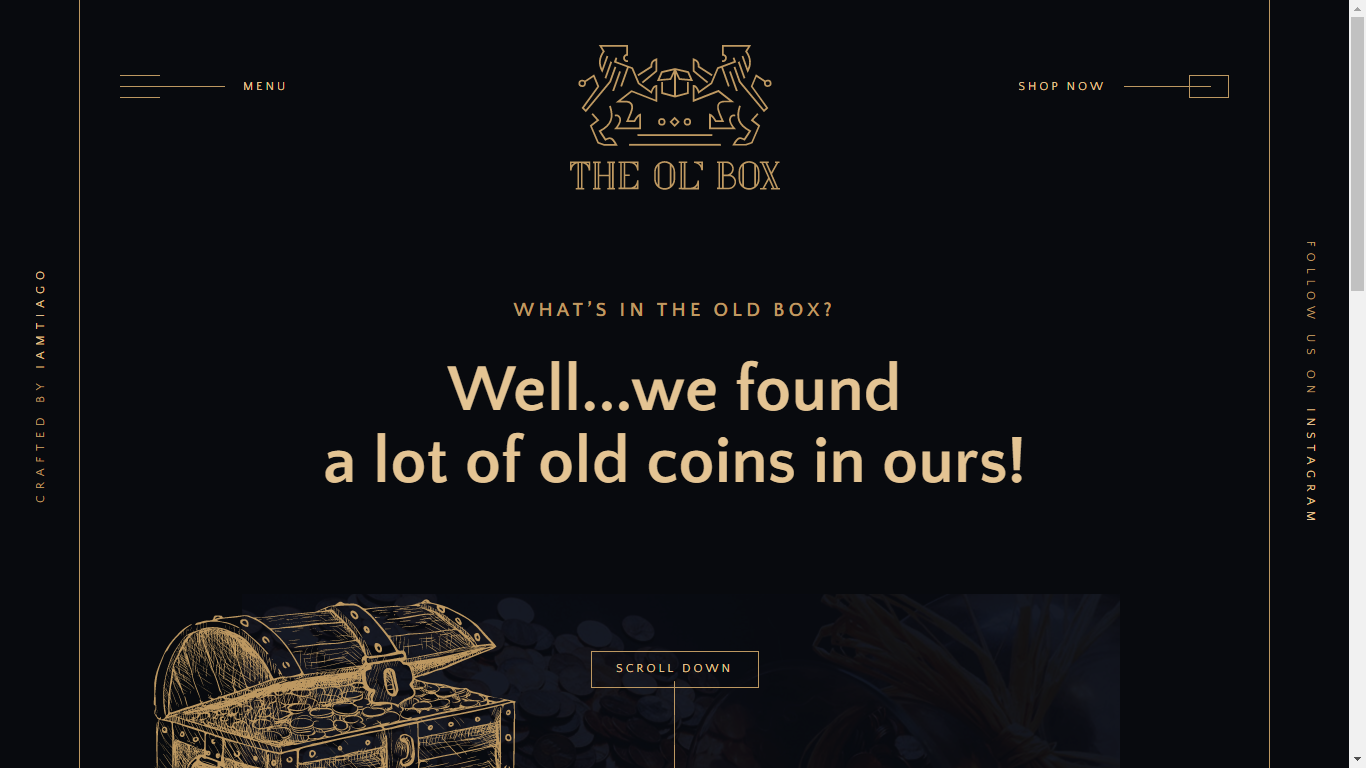 MENU
THE OL' BOX
SHOP NOW
CRAFTED BY IAMTIAGO
FOLLOW US ON INSTAGRAM
WHAT'S IN THE OLD BOX?
Well...we found
a lot of old coins in ours!
SCROLL DOWN